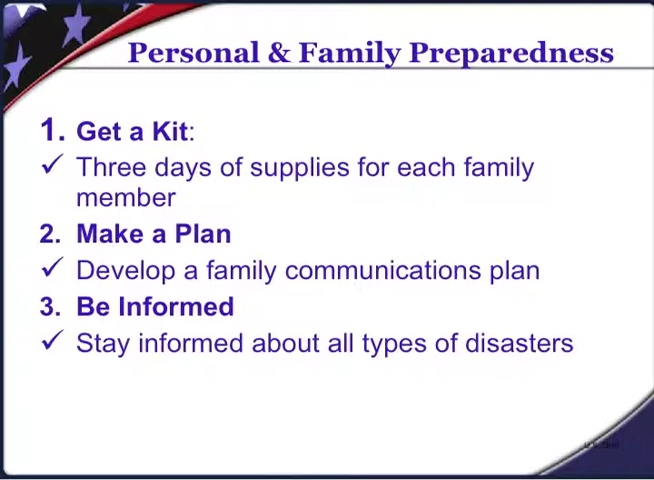 Personal & Family Preparedness
1. Get a Kit:
✓ Three days of supplies for each family
member
2. Make a Plan
✓ Develop a family communications plan
3. Be Informed
✓ Stay informed about all types of disasters